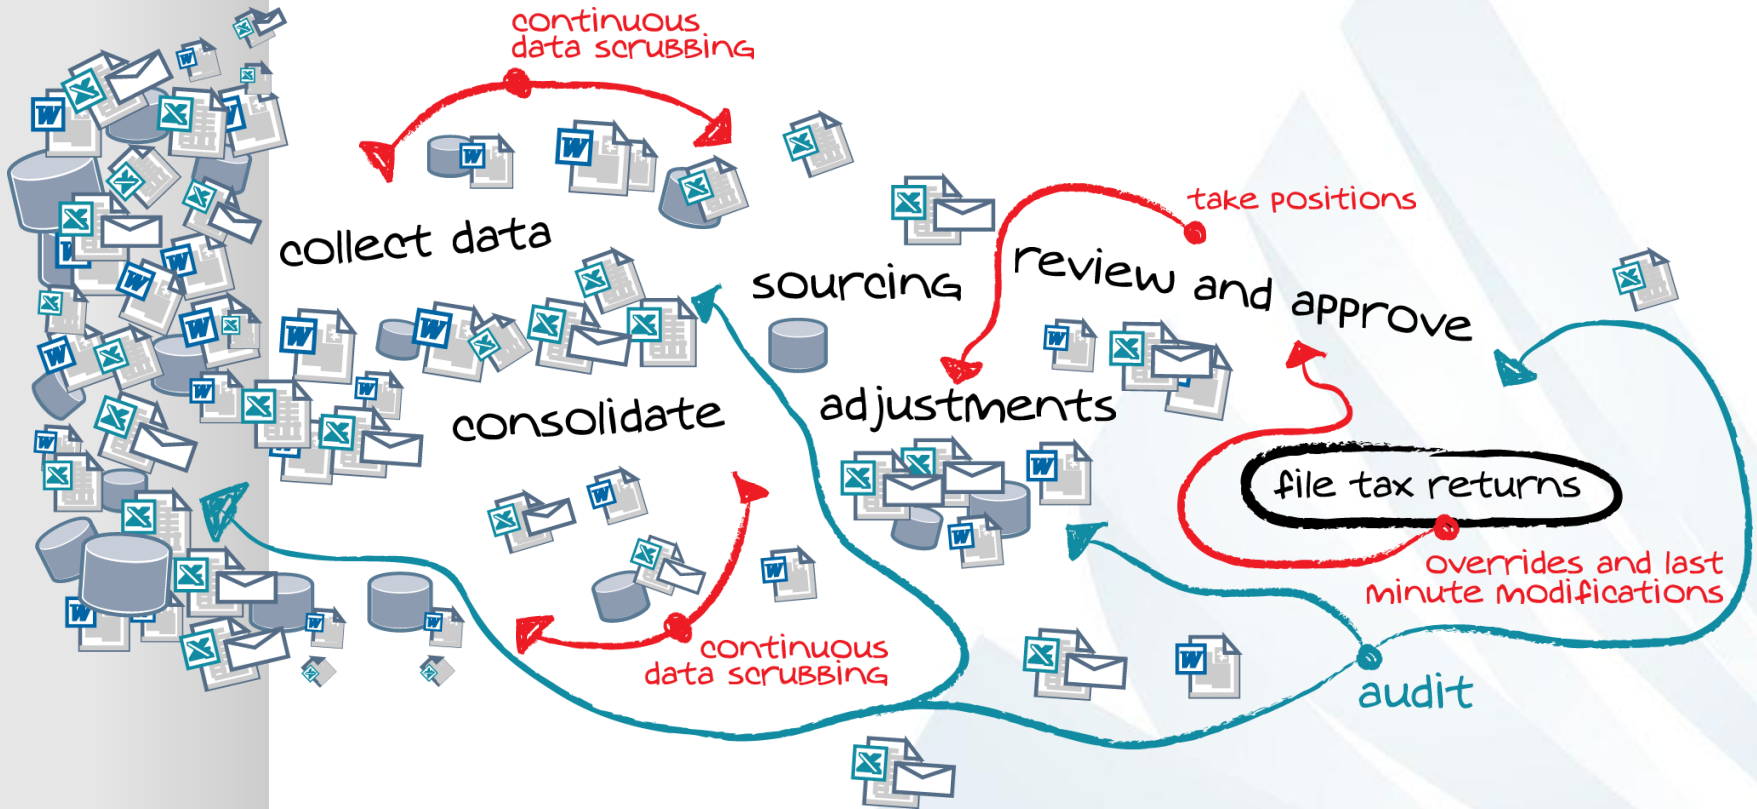 continuous
data scrubbing
take positions
collect data
sourcing
review and approve
consolidate
adjustments
file tax returns
overrides and last
minute modifications
continuous
data scrubbing
audit